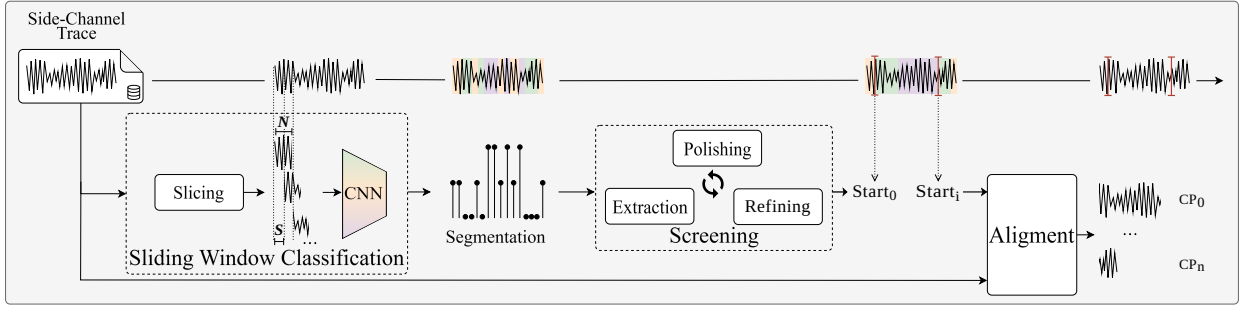 Side-Channel
Trace
N
Slicing
S
...
CNN
Sliding Window Classification
Segmentation
Polishing
Extraction
Refining
Screening
Start0
Starti
Aligment
CP0
...
CPn